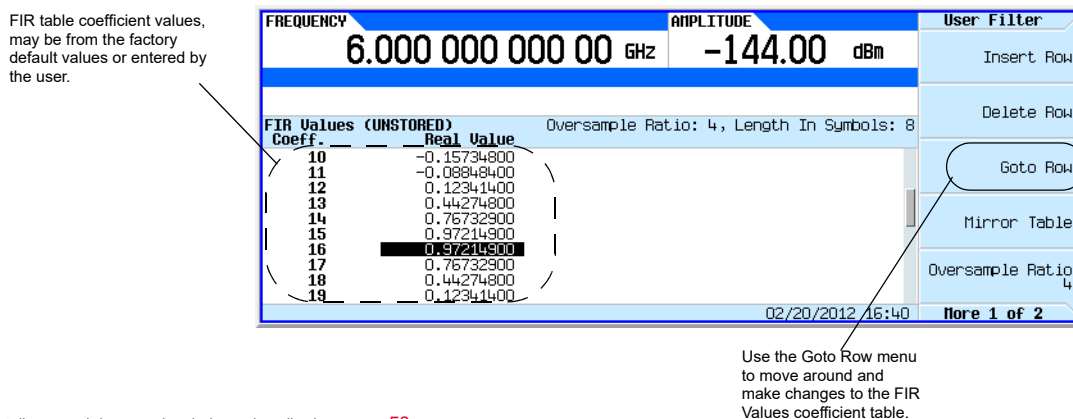 FIR table coefficient values,
may be from the factory
default values or entered by
the user.
FREQUENCY
6.000 000 000 00 GHz
AMPLITUDE
-144.00 dBm
FIR Values (UNSTORED)
Oversample Ratio: 4, Length In Symbols: 8
Coeff. Real Value
10 -0.15734800
11 -0.08848400
12 0.12341400
13 0.44274800
14 0.76732900
15 0.97214900
16 0.97214900
17 0.76732900
18 0.44274800
19 0.12341400
02/20/2012 16:40
User Filter
Insert Row
Delete Row
Goto Row
Mirror Table
Oversample Ratio
4
More 1 of 2
Use the Goto Row menu
to move around and
make changes to the FIR
Values coefficient table.